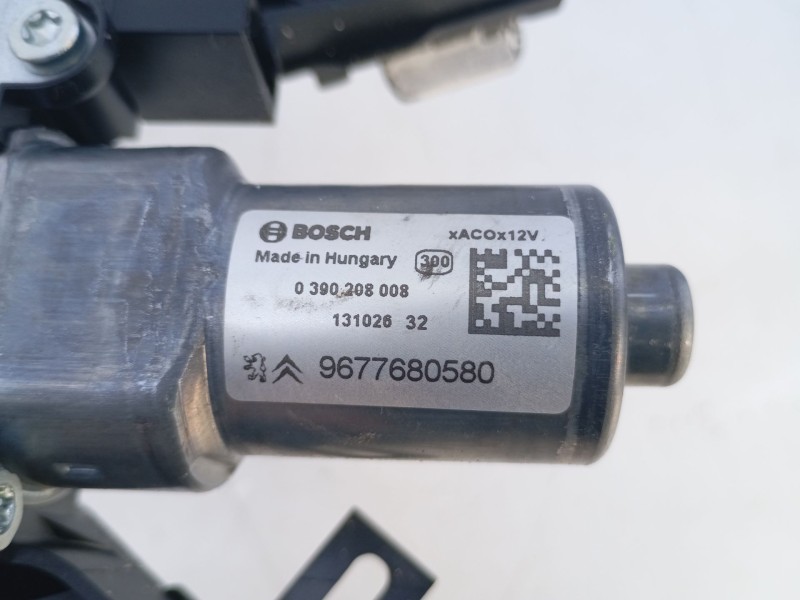 BOSCH
xACOx12V
Made in Hungary 300
0 390 208 008
131026 32
9677680580